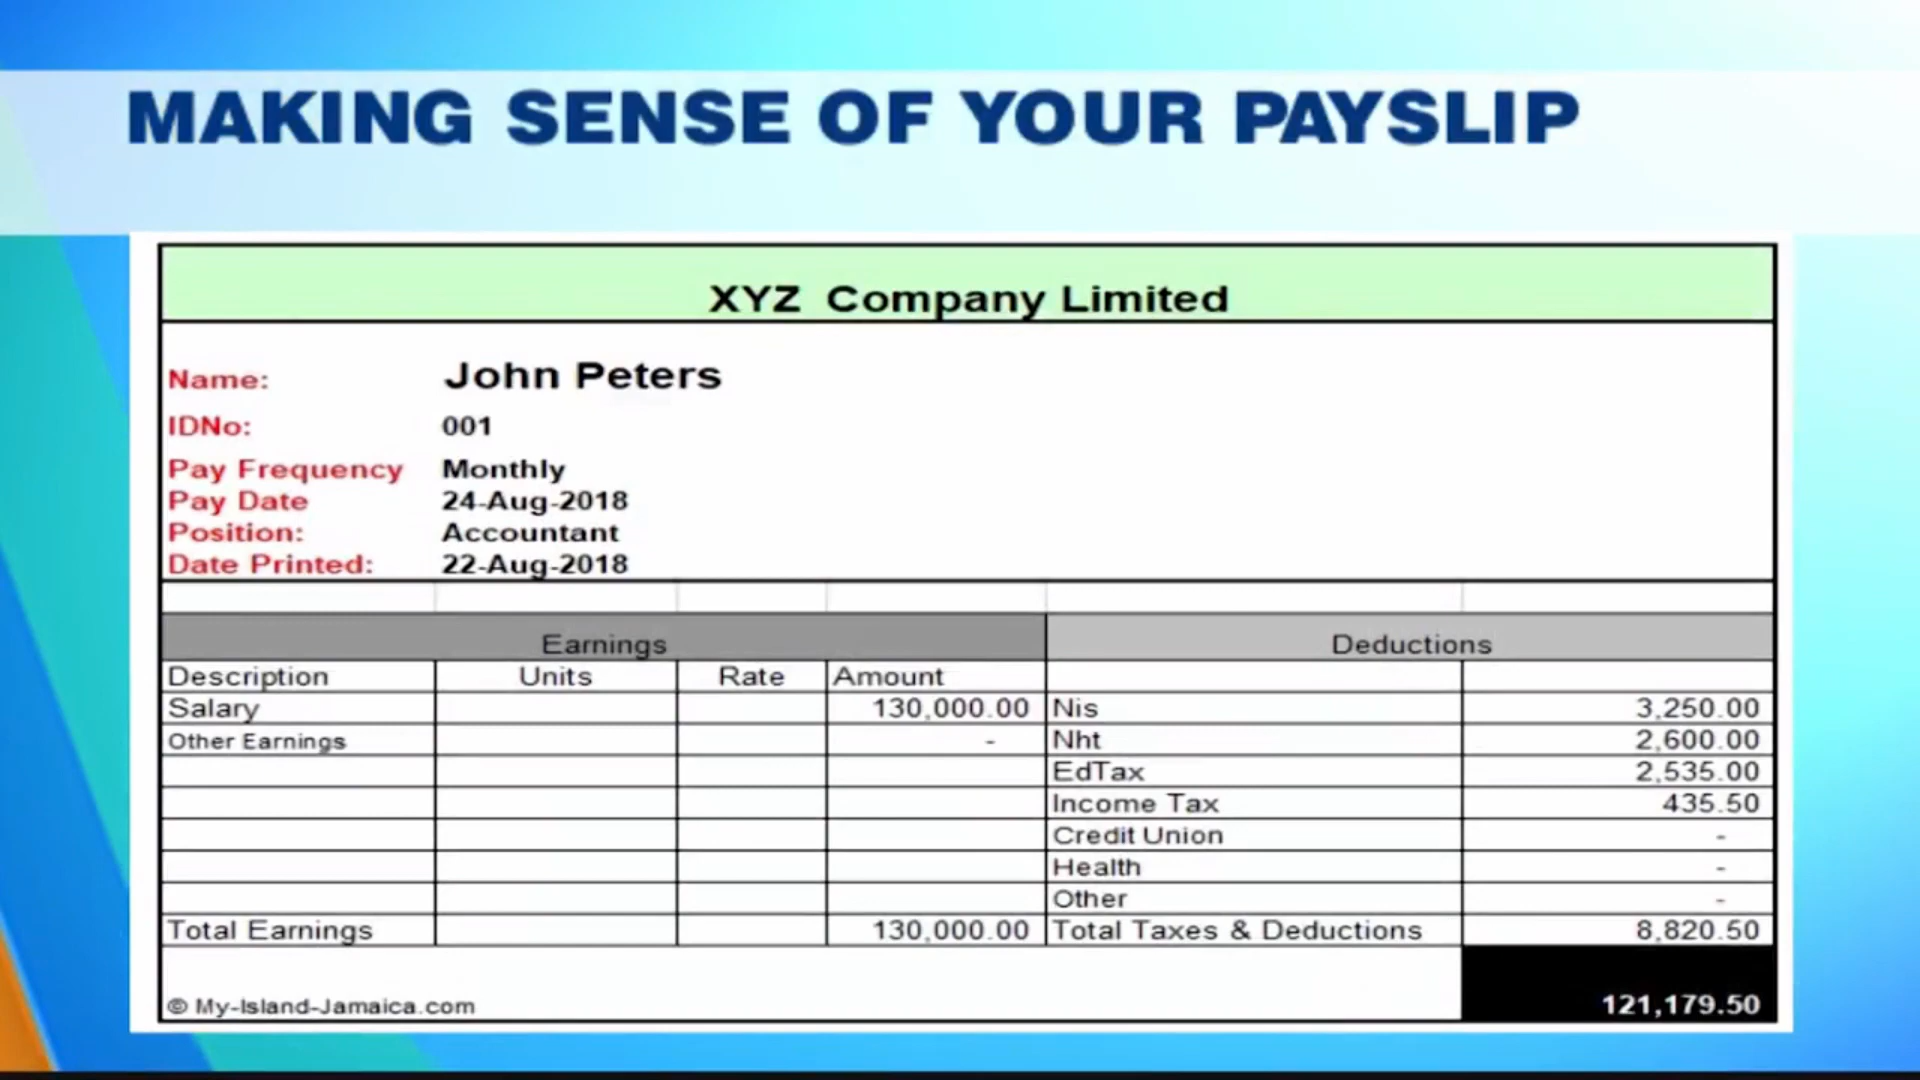 MAKING SENSE OF YOUR PAYSLIP
XYZ Company Limited
Name: John Peters
IDNo: 001
Pay Frequency Monthly
Pay Date 24-Aug-2018
Position: Accountant
Date Printed: 22-Aug-2018
Earnings Deductions
Description Units Rate Amount
Salary 130,000.00 Nis 3,250.00
Other Earnings - Nht 2,600.00
EdTax 2,535.00
Income Tax 435.50
Credit Union -
Health -
Other -
Total Earnings 130,000.00 Total Taxes & Deductions 8,820.50
© My-Island-Jamaica.com 121,179.50